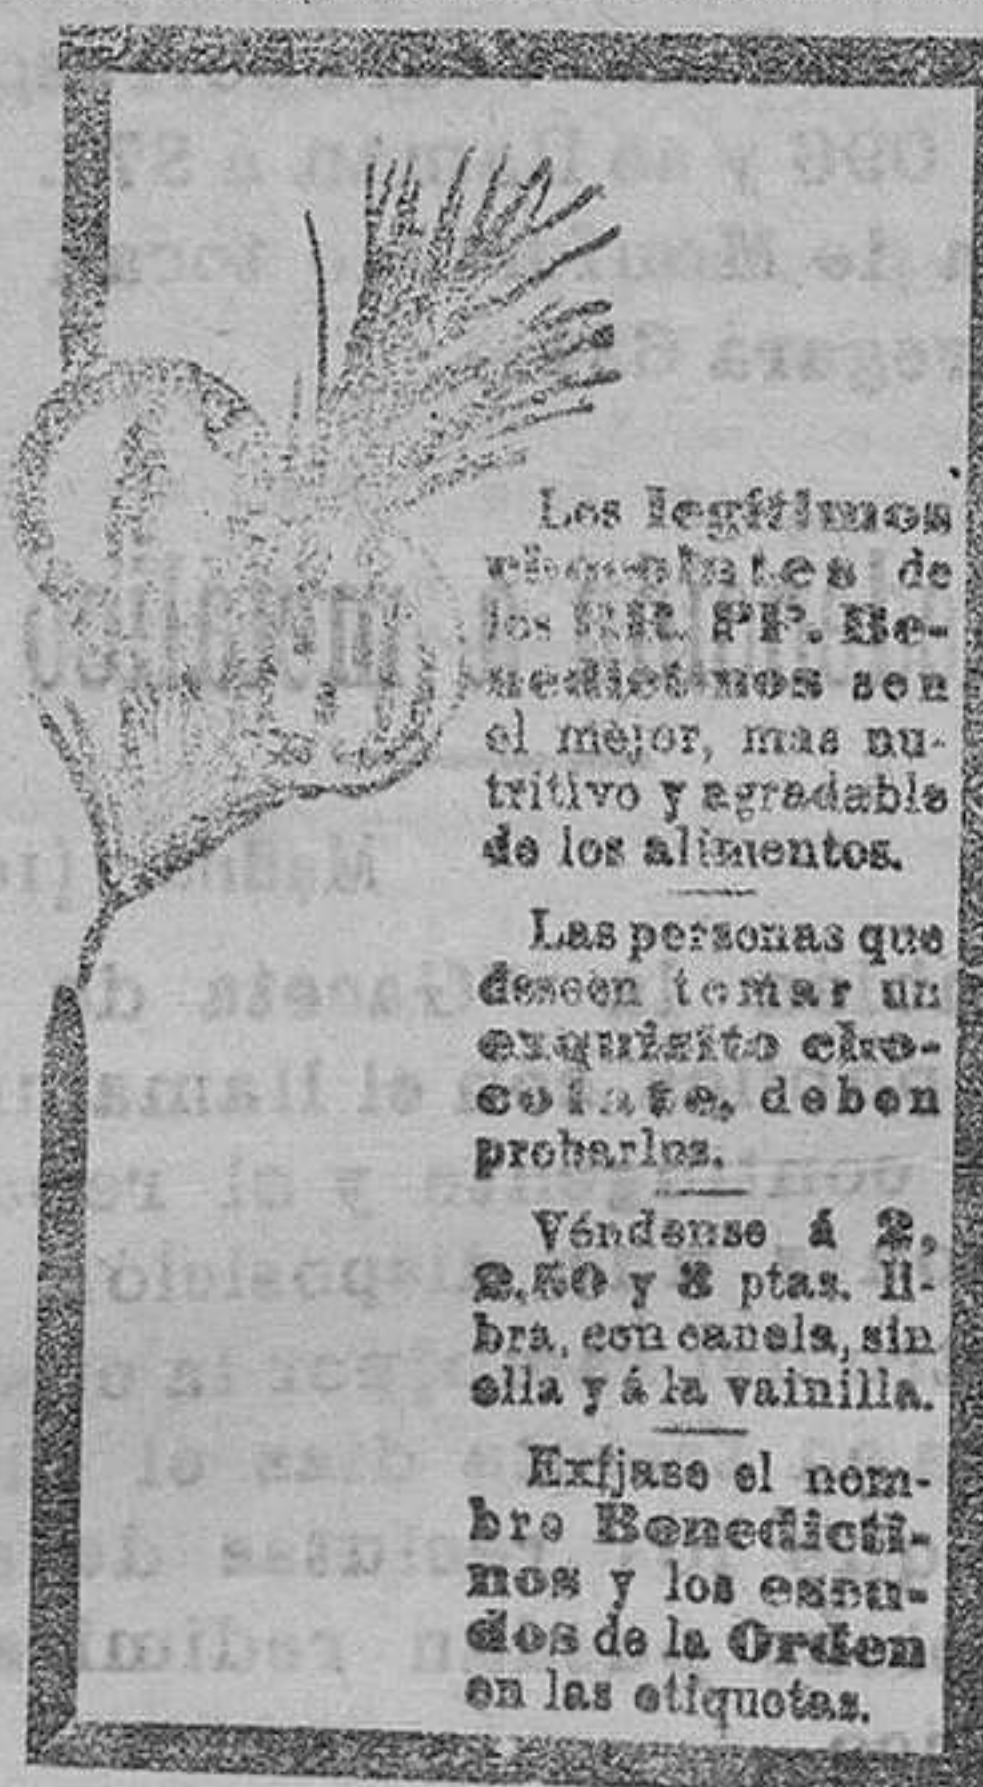 Los legítimos
chocolates de
los RR. PP. Be-
nedictinos son
el mejor, mas nu-
tritivo y agradable
de los alimentos.
Las personas que
deseen tomar un
exquisito cho-
colate, deben
probarlos.
Véndense á 2,
2,50 y 3 ptas. li-
bra, con canela, sin
ella y á la vainilla.
Exíjase el nom-
bre Benedicti-
nos y los escu-
dos de la Orden
en las etiquetas.